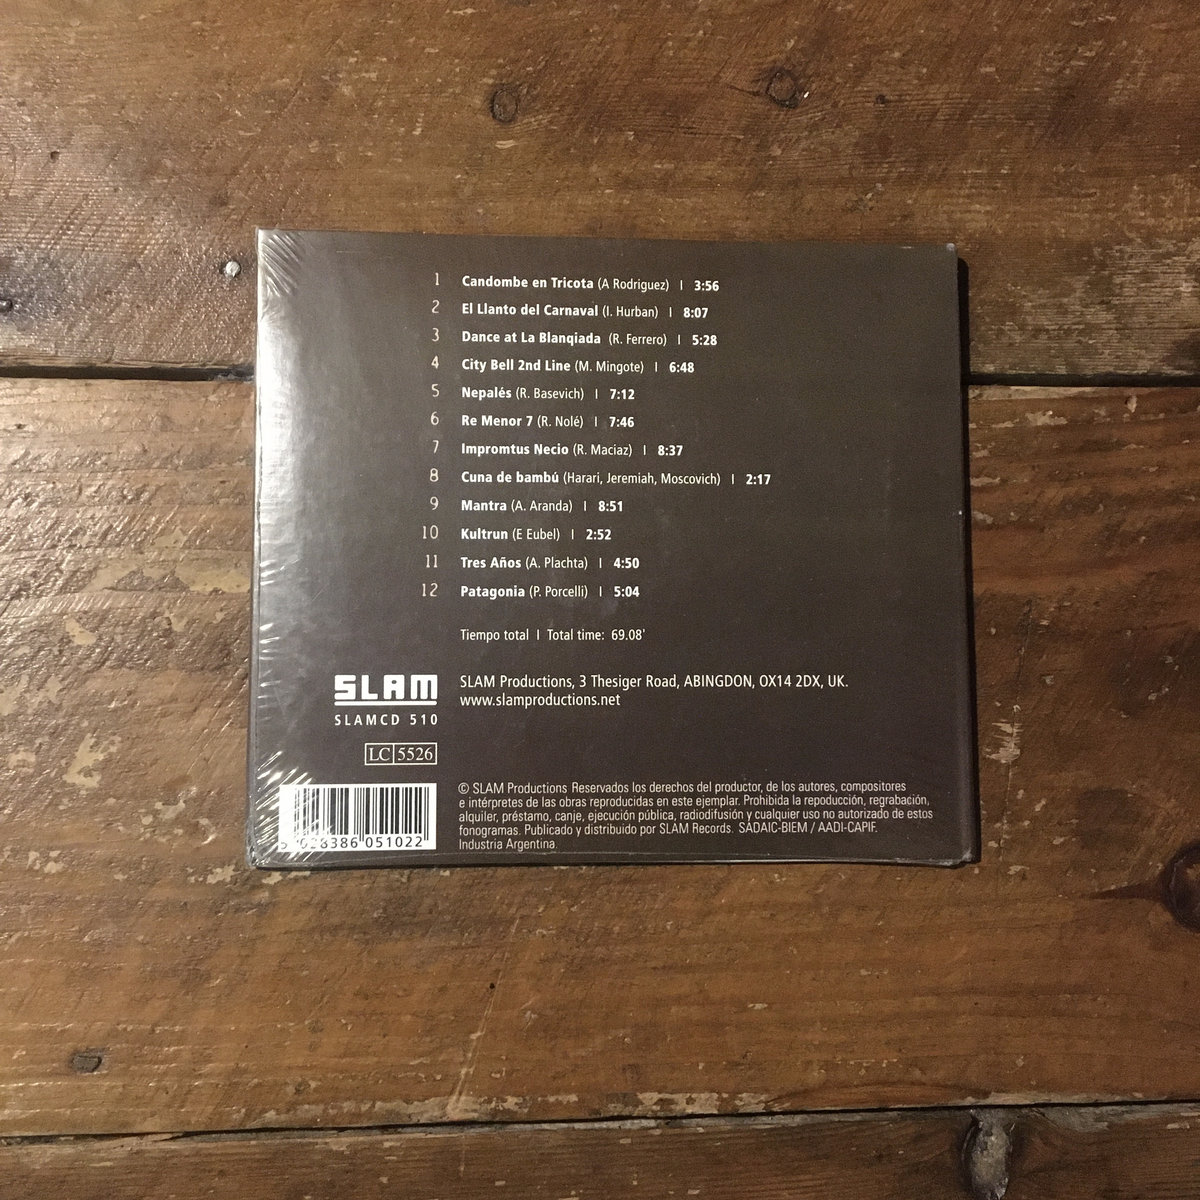 1 Candombe en Tricota (A Rodriguez) I 3:56
2 El Llanto del Carnaval (I. Hurban) I 8:07
3 Dance at La Blanqiada (R. Ferrero) I 5:28
4 City Bell 2nd Line (M. Mingote) I 6:48
5 Nepalés (R. Basevich) I 7:12
6 Re Menor 7 (R. Nolé) I 7:46
7 Impromtus Necio (R. Maciaz) I 8:37
8 Cuna de bambú (Harari, Jeremiah, Moscovich) I 2:17
9 Mantra (A. Aranda) I 8:51
10 Kultrun (E Eubel) I 2:52
11 Tres Años (A. Plachta) I 4:50
12 Patagonia (P. Porcelli) I 5:04
Tiempo total I Total time: 69.08'
SLAM
SLAMCD 510
LC 5526
SLAM Productions, 3 Thesiger Road, ABINGDON, OX14 2DX, UK.
www.slamproductions.net
© SLAM Productions Reservados los derechos del productor, de los autores, compositores
e intérpretes de las obras reproducidas en este ejemplar. Prohibida la repoducción, regrabación,
alquiler, préstamo, canje, ejecución pública, radiodifusión y cualquier uso no autorizado de estos
fonogramas. Publicado y distribuido por SLAM Records. SADAIC-BIEM / AADI-CAPIF.
Industria Argentina.
5 028386 051022